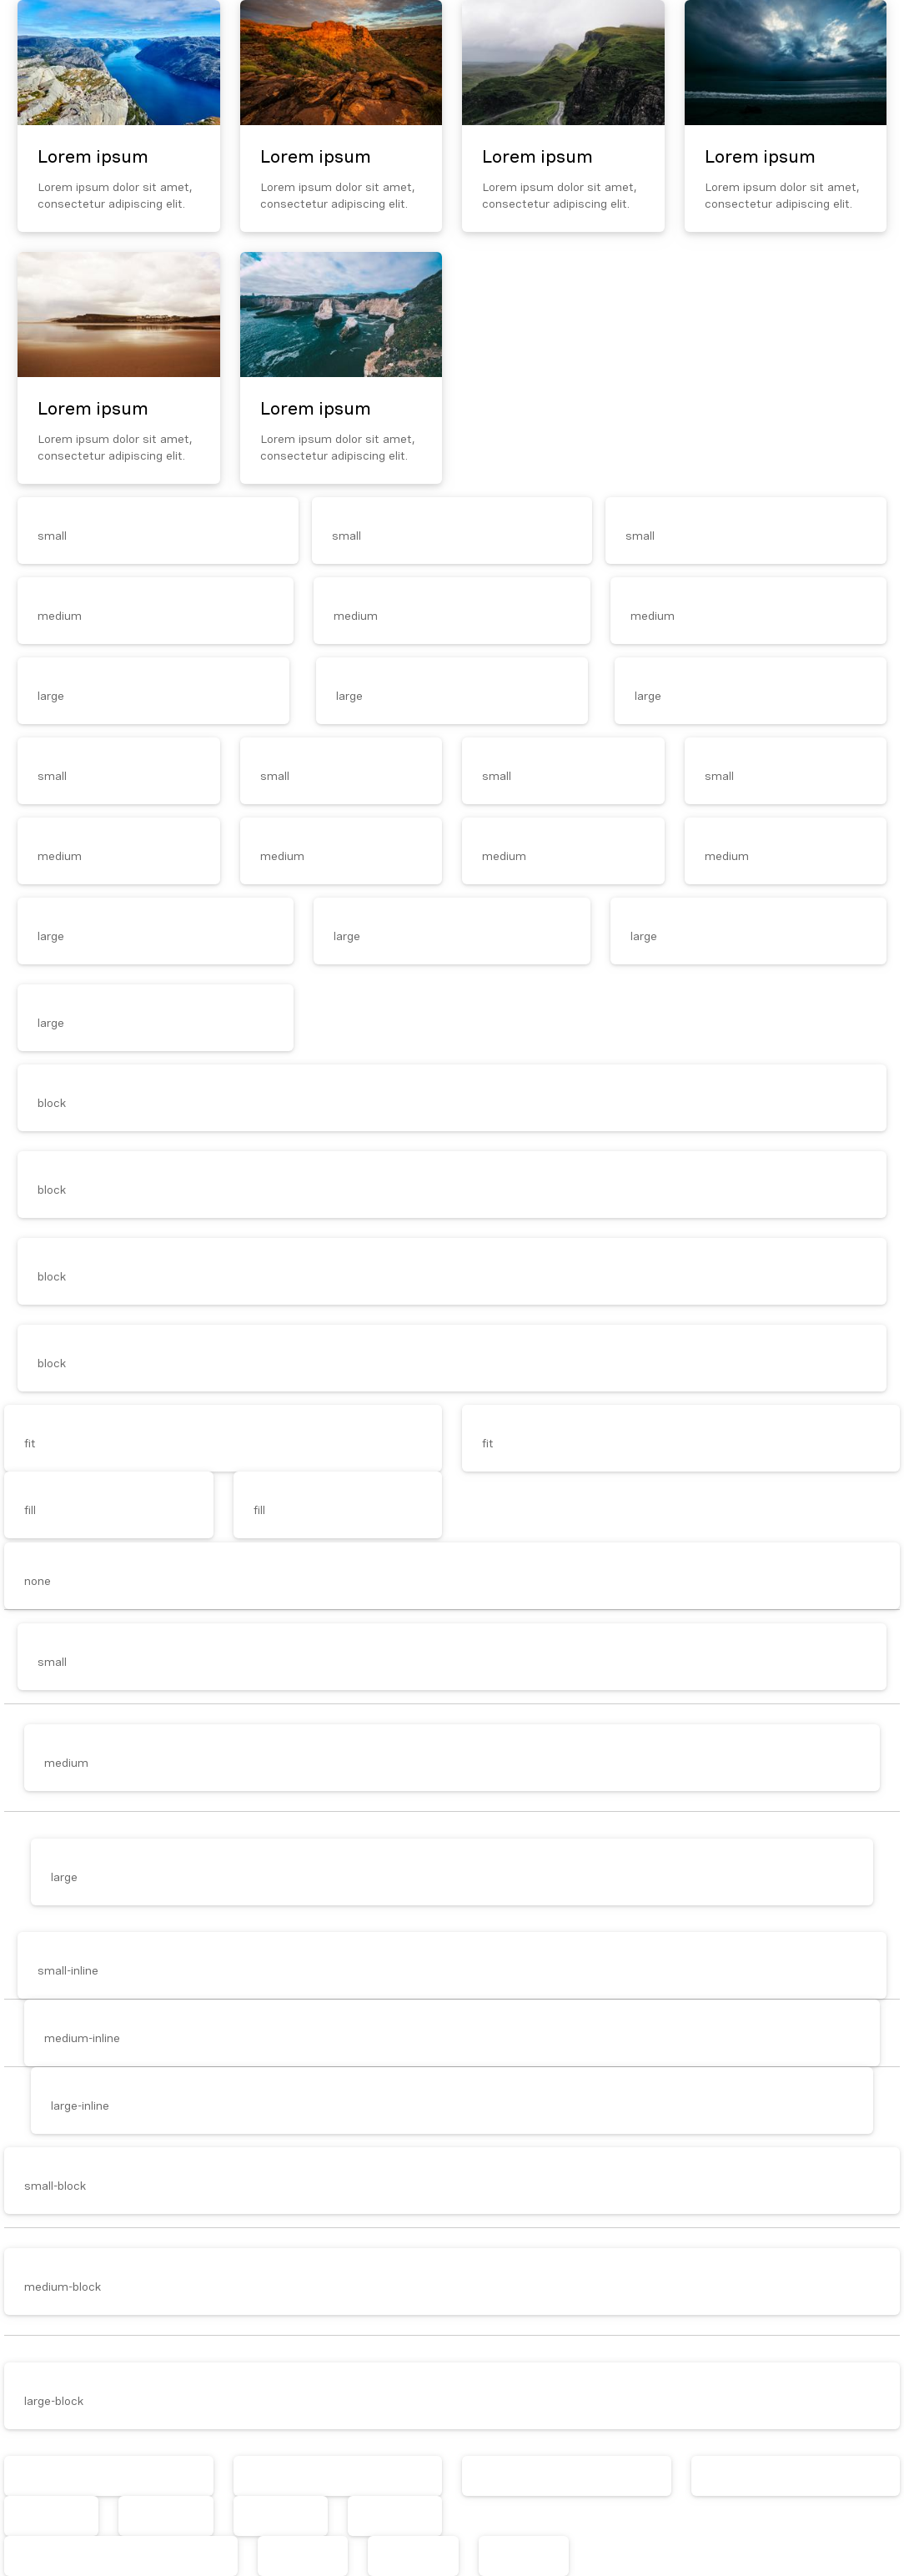 Lorem ipsum
Lorem ipsum dolor sit amet,
consectetur adipiscing elit.
Lorem ipsum
Lorem ipsum dolor sit amet,
consectetur adipiscing elit.
Lorem ipsum
Lorem ipsum dolor sit amet,
consectetur adipiscing elit.
Lorem ipsum
Lorem ipsum dolor sit amet,
consectetur adipiscing elit.
Lorem ipsum
Lorem ipsum dolor sit amet,
consectetur adipiscing elit.
Lorem ipsum
Lorem ipsum dolor sit amet,
consectetur adipiscing elit.
small
small
small
medium
medium
medium
large
large
large
small
small
small
small
medium
medium
medium
medium
large
large
large
large
block
block
block
block
fit
fit
fill
fill
none
small
medium
large
small-inline
medium-inline
large-inline
small-block
medium-block
large-block